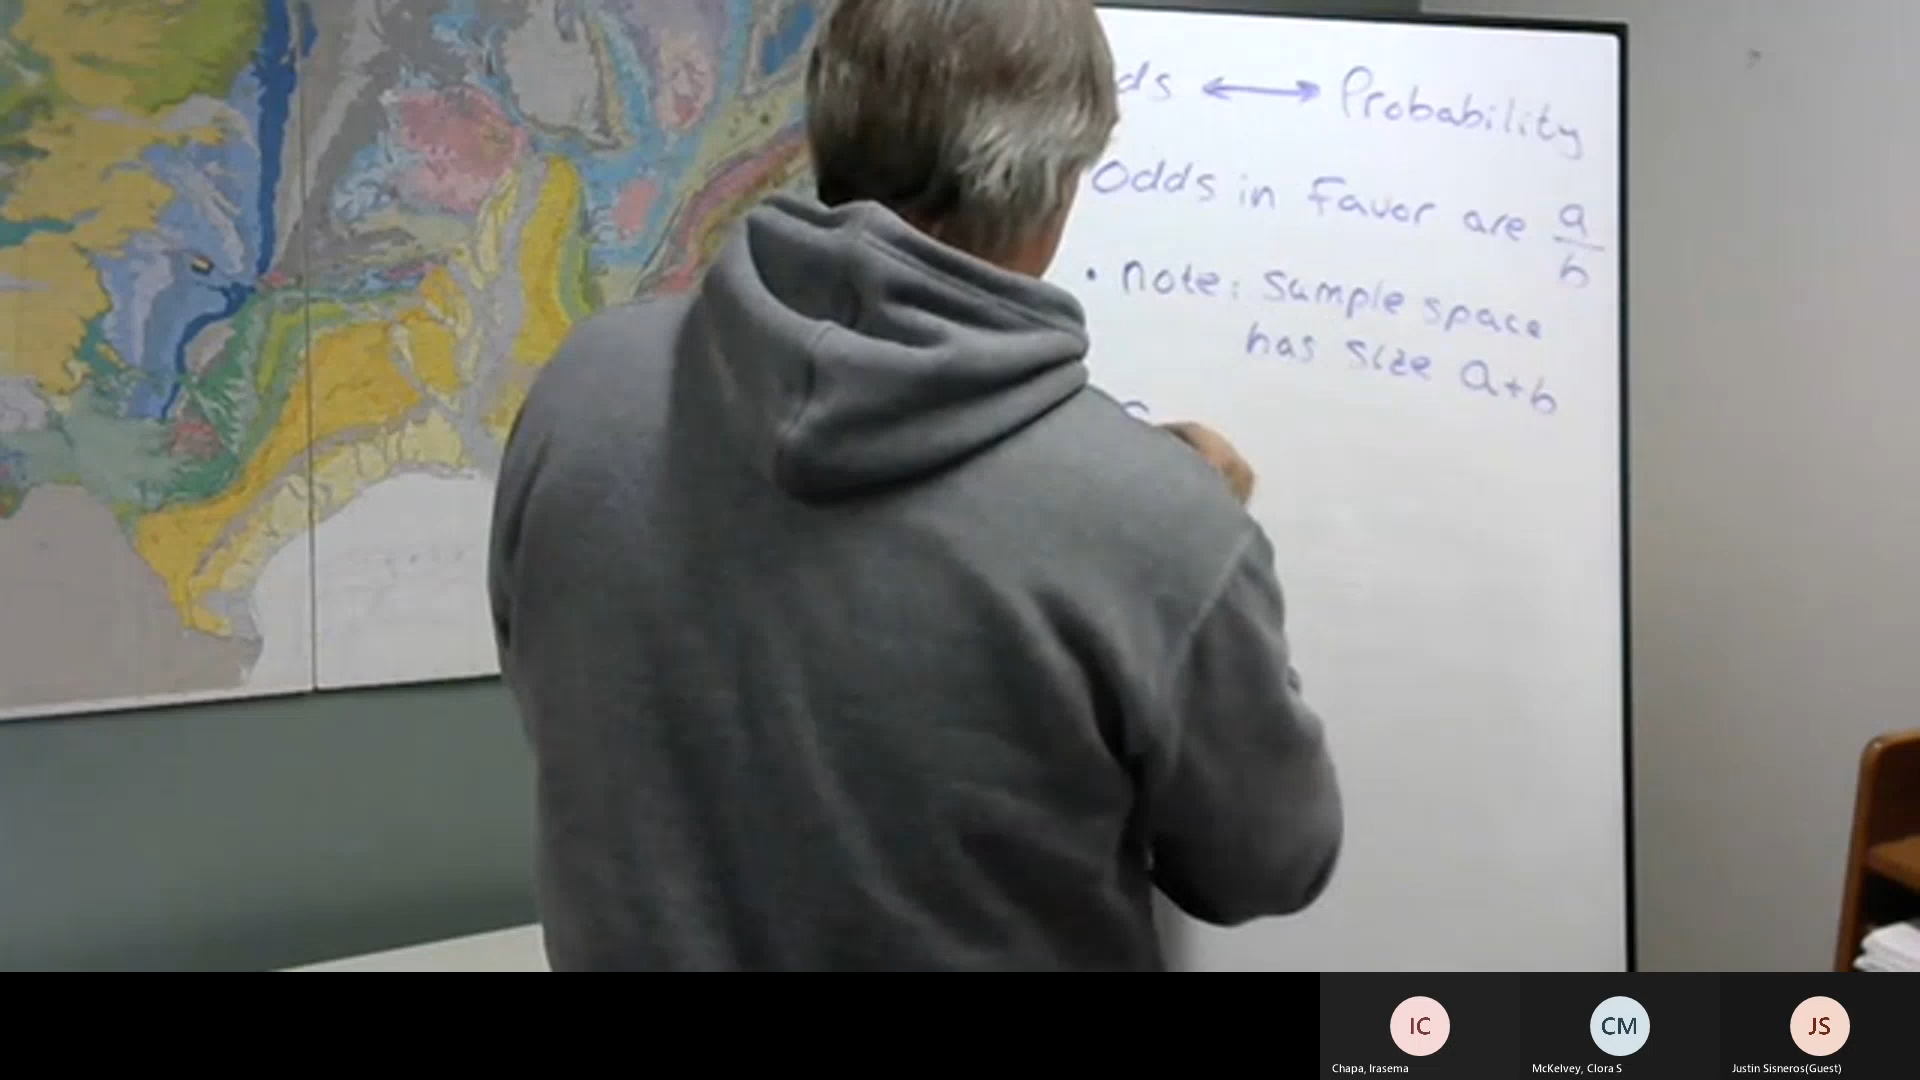 ds ↔ Probability
Odds in favor are a/b
• note: Sample space
has size a+b
IC
CM
JS
Chapa, Irasema
McKelvey, Clora S
Justin Sisneros(Guest)